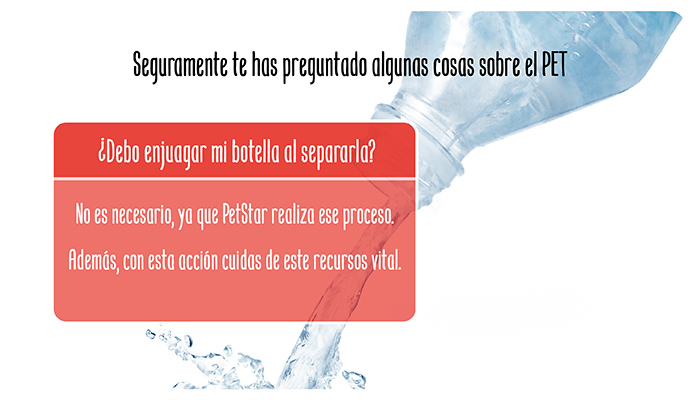 Seguramente te has preguntado algunas cosas sobre el PET
¿Debo enjuagar mi botella al separarla?
No es necesario, ya que PetStar realiza ese proceso.
Además, con esta acción cuidas de este recursos vital.